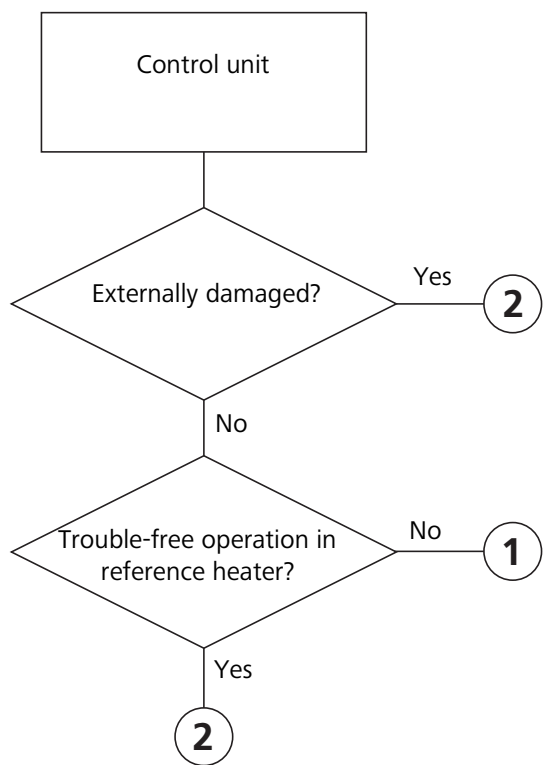 Control unit
Externally damaged?
Yes
2
No
Trouble-free operation in
reference heater?
No
1
Yes
2